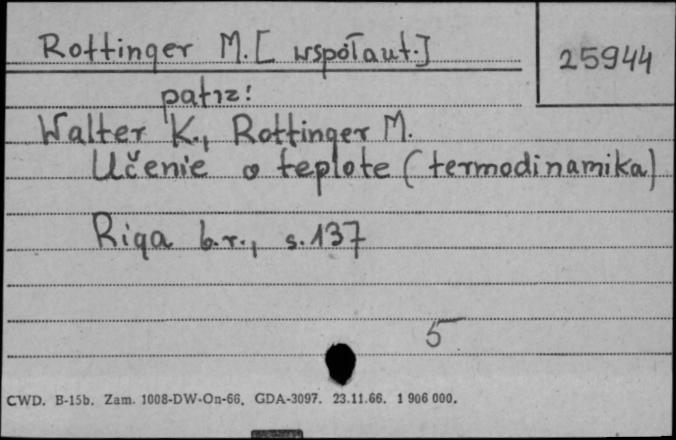 Rottinger M. [współaut.]
25944
patrz:
Walter K., Rottinger M.
Učenie o teplote (termodinamika)
Riga b.r., s. 137
5
CWD. B-15b. Zam. 1008-DW-On-66. GDA-3097. 23.11.66. 1 906 000.